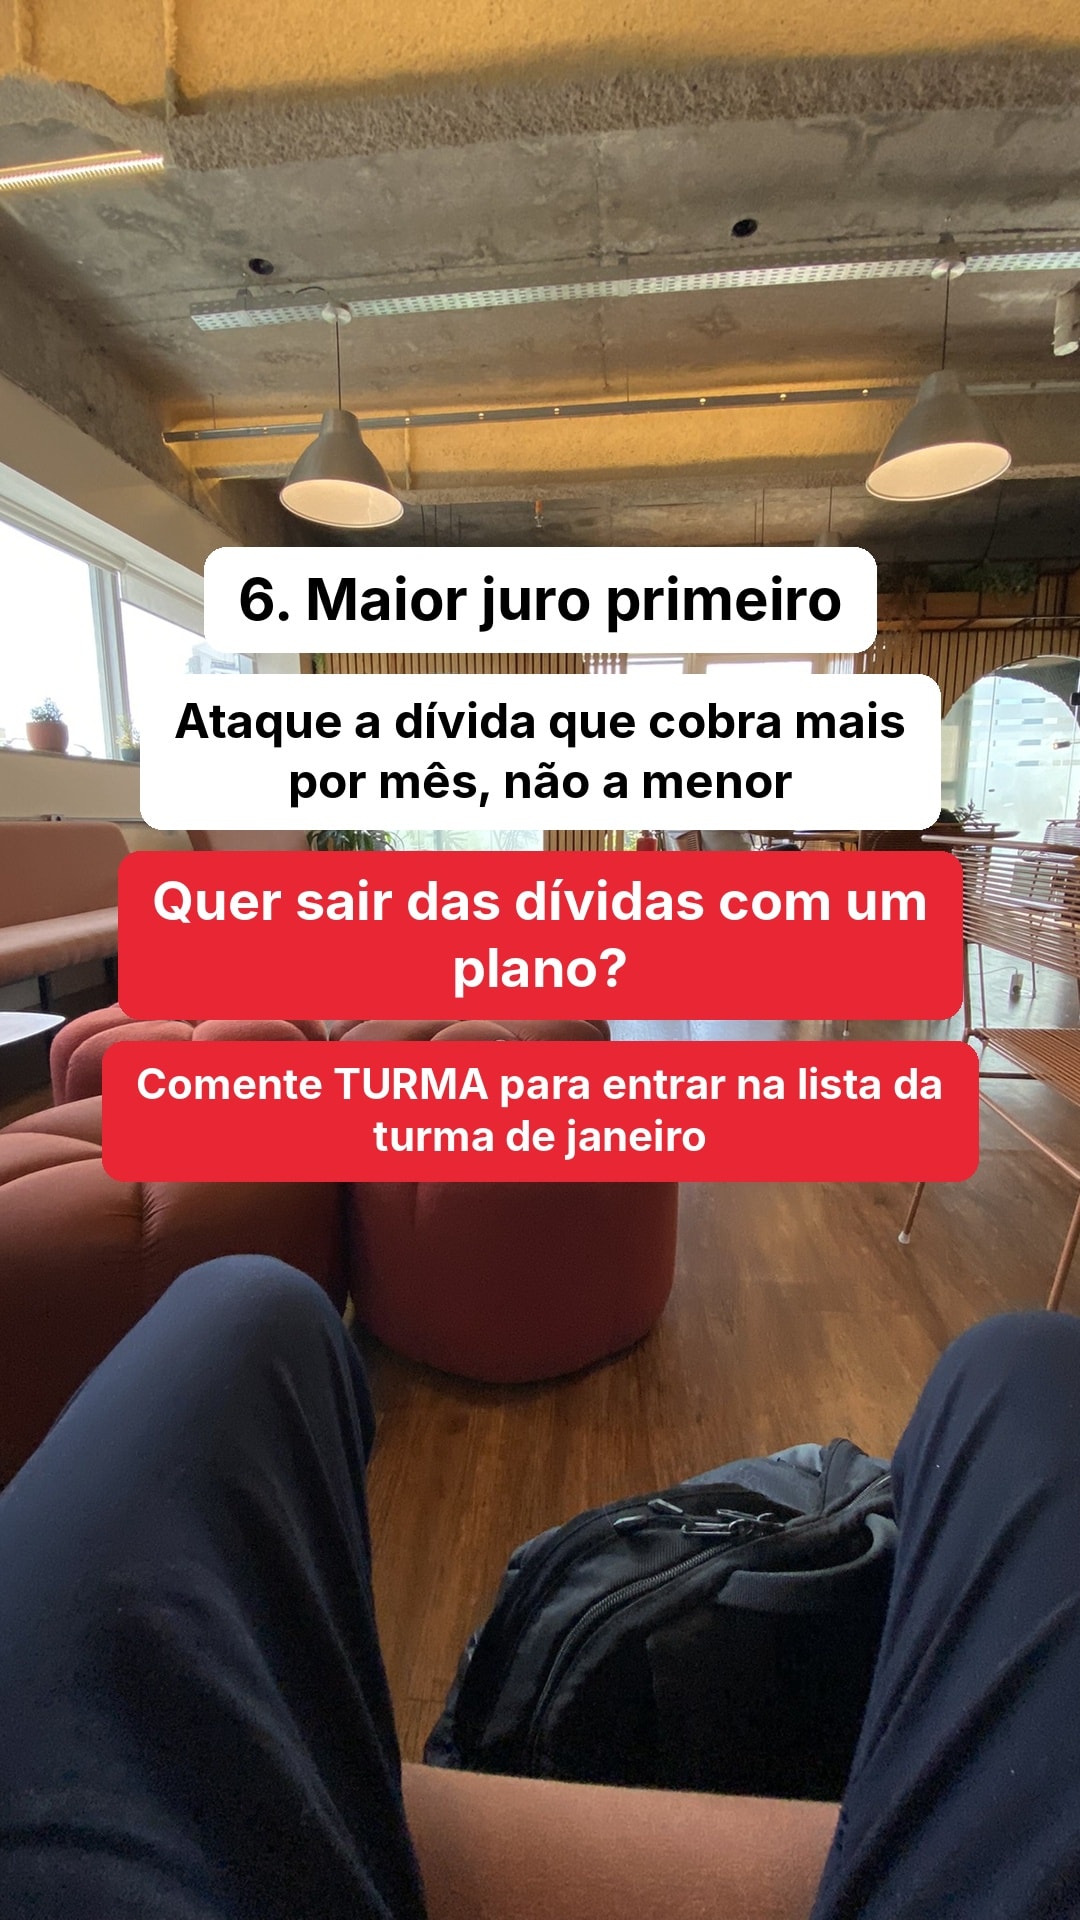 6. Maior juro primeiro
Ataque a dívida que cobra mais
por mês, não a menor
Quer sair das dívidas com um
plano?
Comente TURMA para entrar na lista da
turma de janeiro